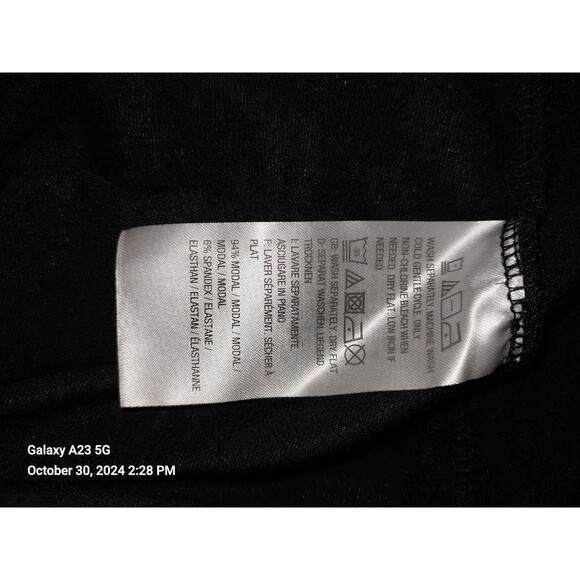 WASH SEPARATELY. MACHINE WASH
COLD GENTLE CYCLE. ONLY
NON-CHLORINE BLEACH WHEN
NEEDED. DRY FLAT. LOW IRON IF
NEEDED
GB: WASH SEPARATELY. DRY FLAT
D: SEPARAT WASCHEN. LIEGEND
TROCKNEN
I: LAVARE SEPARATAMENTE.
ASCIUGARE IN PIANO
F: LAVER SÉPARÉMENT. SÉCHER À
PLAT
94% MODAL / MODAL / MODAL /
MODAL / MODAL
6% SPANDEX / ELASTANE /
ELASTHAN / ELASTAN / ÉLASTHANNE
Galaxy A23 5G
October 30, 2024 2:28 PM